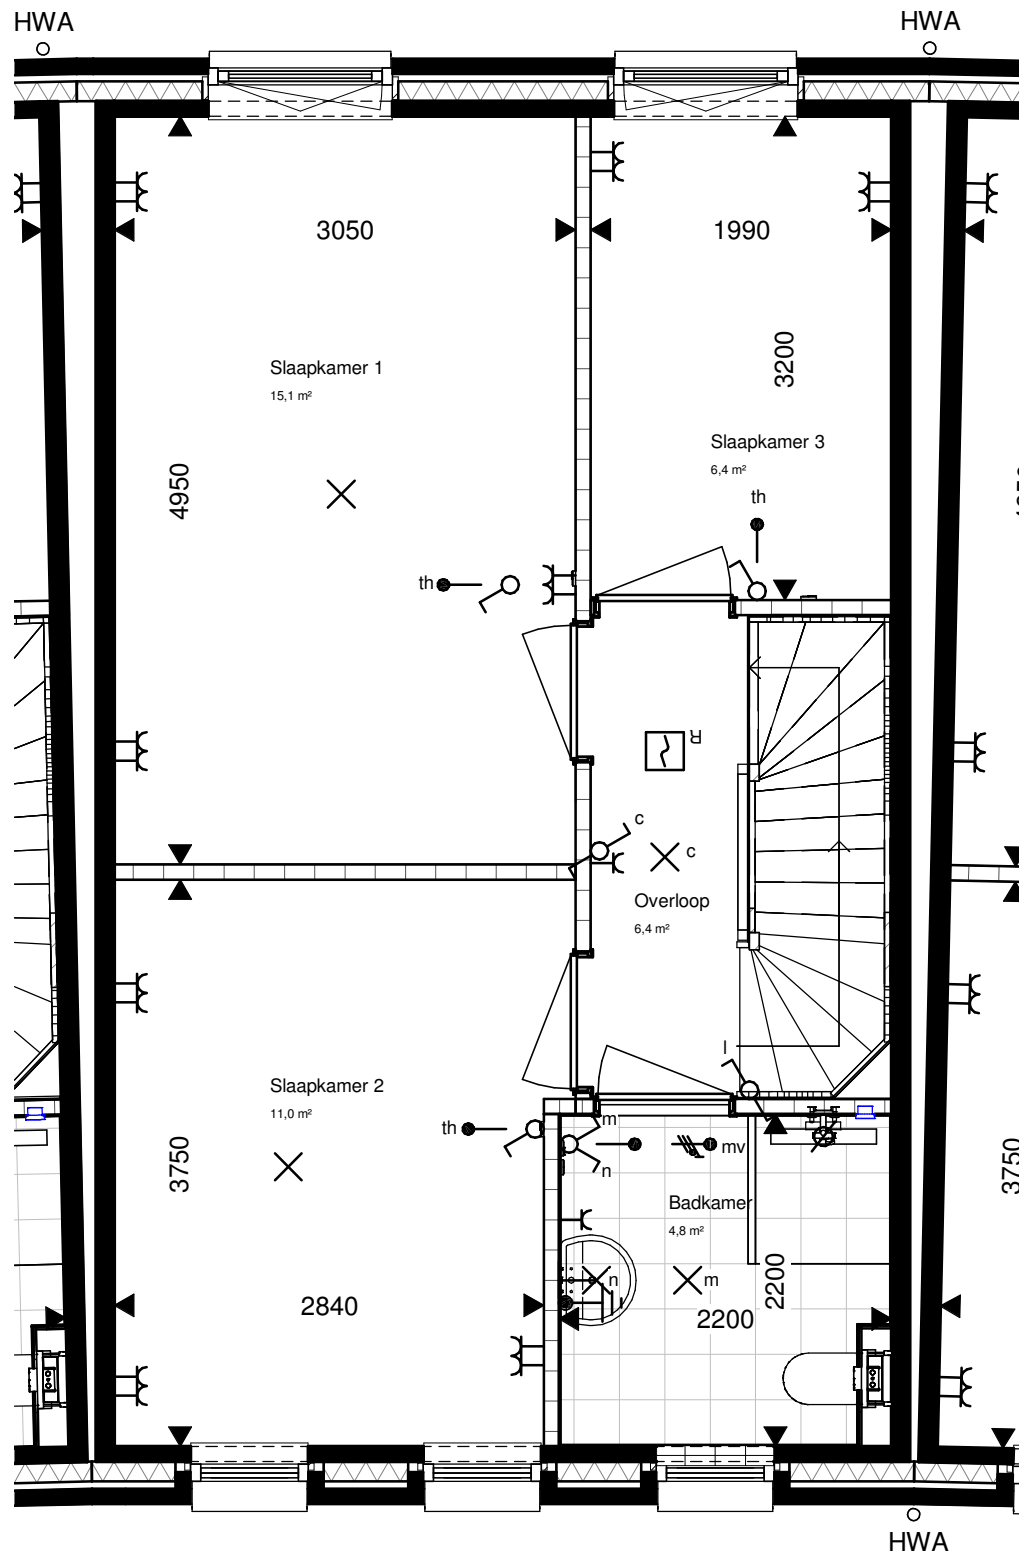 HWA
HWA
3050
1990
3200
Slaapkamer 1
15,1 m²
Slaapkamer 3
6,4 m²
4950
th
th
R
c
c
Overloop
6,4 m²
l
Slaapkamer 2
11,0 m²
th
m
n
mv
3750
3750
Badkamer
4,8 m²
n
m
2200
2840
2200
HWA